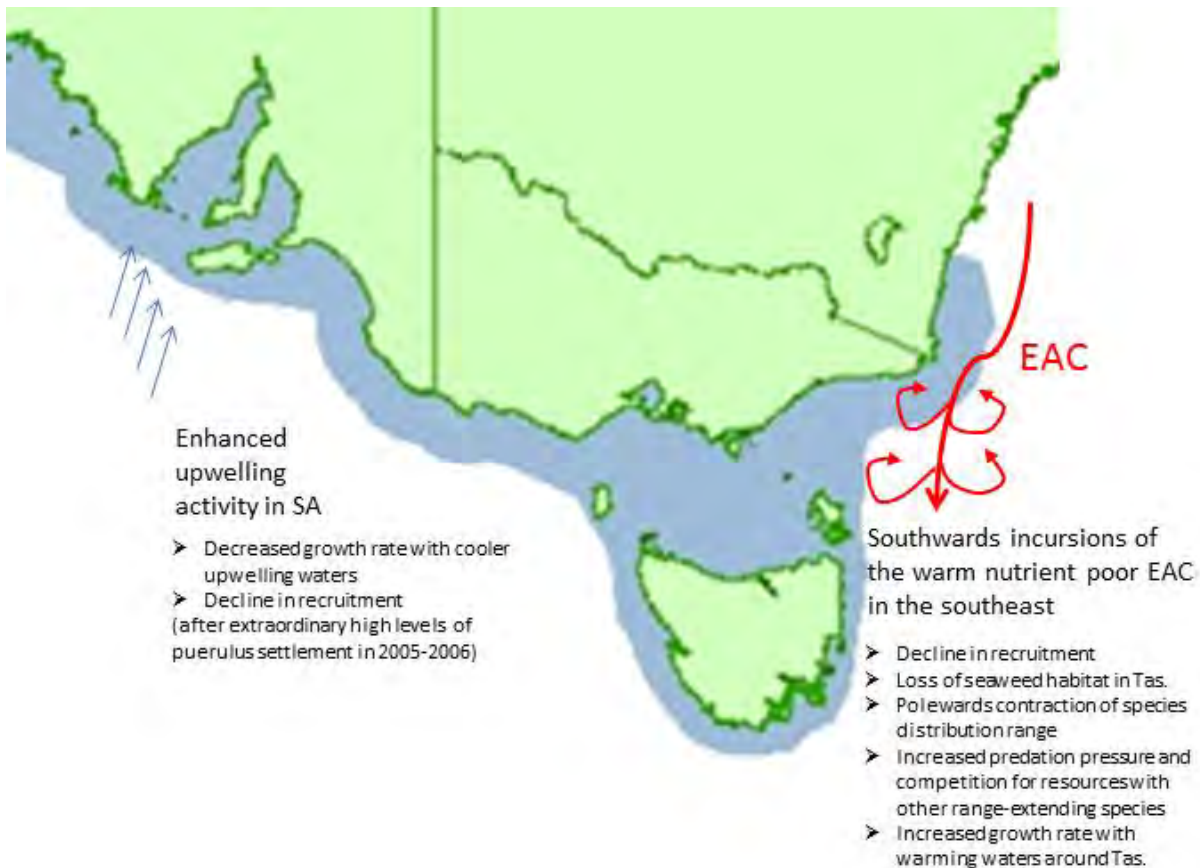 EAC
Enhanced
upwelling
activity in SA
➤ Decreased growth rate with cooler
upwelling waters
➤ Decline in recruitment
(after extraordinary high levels of
puerulus settlement in 2005-2006)
Southwards incursions of
the warm nutrient poor EAC
in the southeast
➤ Decline in recruitment
➤ Loss of seaweed habitat in Tas.
➤ Polewards contraction of species
distribution range
➤ Increased predation pressure and
competition for resources with
other range-extending species
➤ Increased growth rate with
warming waters around Tas.